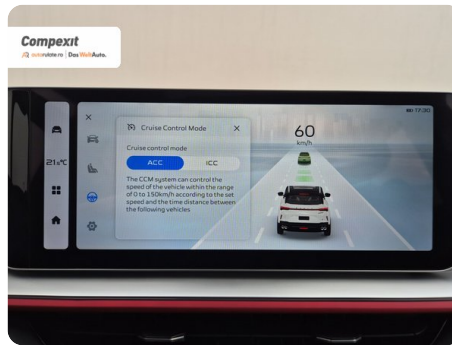 Compexit
autorulate.ro | Das WeltAuto.
17:30
Cruise Control Mode
60
km/h
Cruise control mode
21.5°C
ACC
ICC
The CCM system can control the
speed of the vehicle within the range
of 0 to 150km/h according to the set
speed and the time distance between
the following vehicles